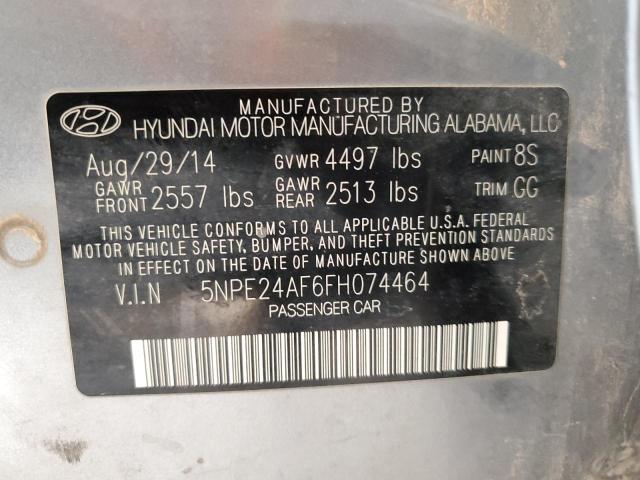 MANUFACTURED BY
HYUNDAI MOTOR MANUFACTURING ALABAMA, LLC
Aug/29/14 GVWR 4497 lbs PAINT 8S
GAWR FRONT 2557 lbs GAWR REAR 2513 lbs TRIM GG
THIS VEHICLE CONFORMS TO ALL APPLICABLE U.S.A. FEDERAL
MOTOR VEHICLE SAFETY, BUMPER, AND THEFT PREVENTION STANDARDS
IN EFFECT ON THE DATE OF MANUFACTURE SHOWN ABOVE.
V.I.N 5NPE24AF6FH074464
PASSENGER CAR